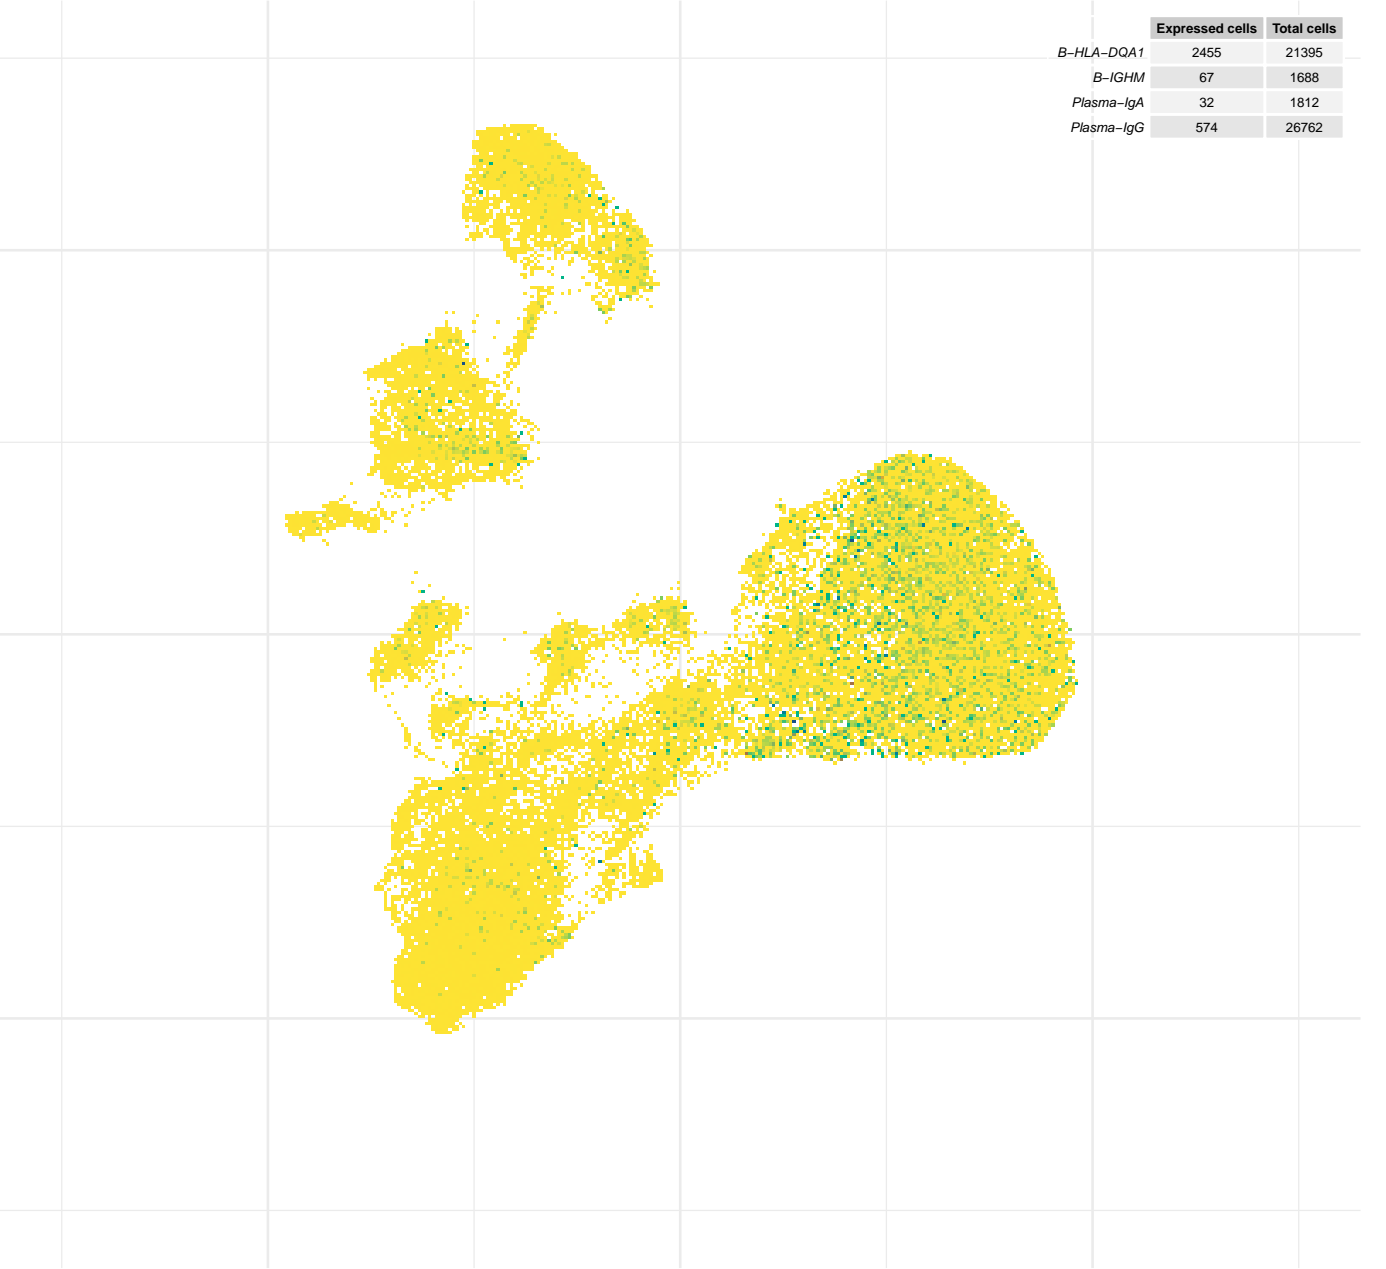 Expressed cells Total cells
B−HLA−DQA1 2455 21395
B−IGHM 67 1688
Plasma−IgA 32 1812
Plasma−IgG 574 26762